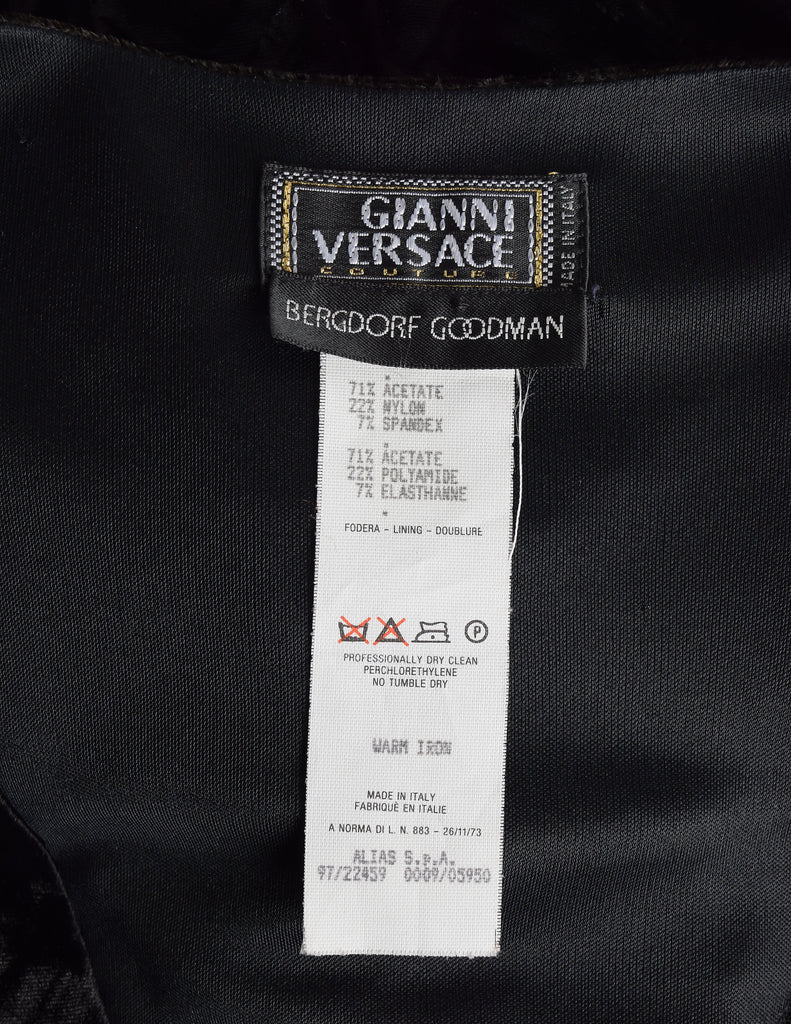 GIANNI
VERSACE
COUTURE
MADE IN ITALY
BERGDORF GOODMAN
71% ACETATE
22% NYLON
7% SPANDEX
71% ACETATE
22% POLYAMIDE
7% ELASTHANNE
FODERA - LINING - DOUBLURE
P
PROFESSIONALLY DRY CLEAN
PERCHLORETHYLENE
NO TUMBLE DRY
WARM IRON
MADE IN ITALY
FABRIQUÈ EN ITALIE
A NORMA DI L. N. 883 - 26/11/73
ALIAS S.p.A.
97/22459 0009/05950